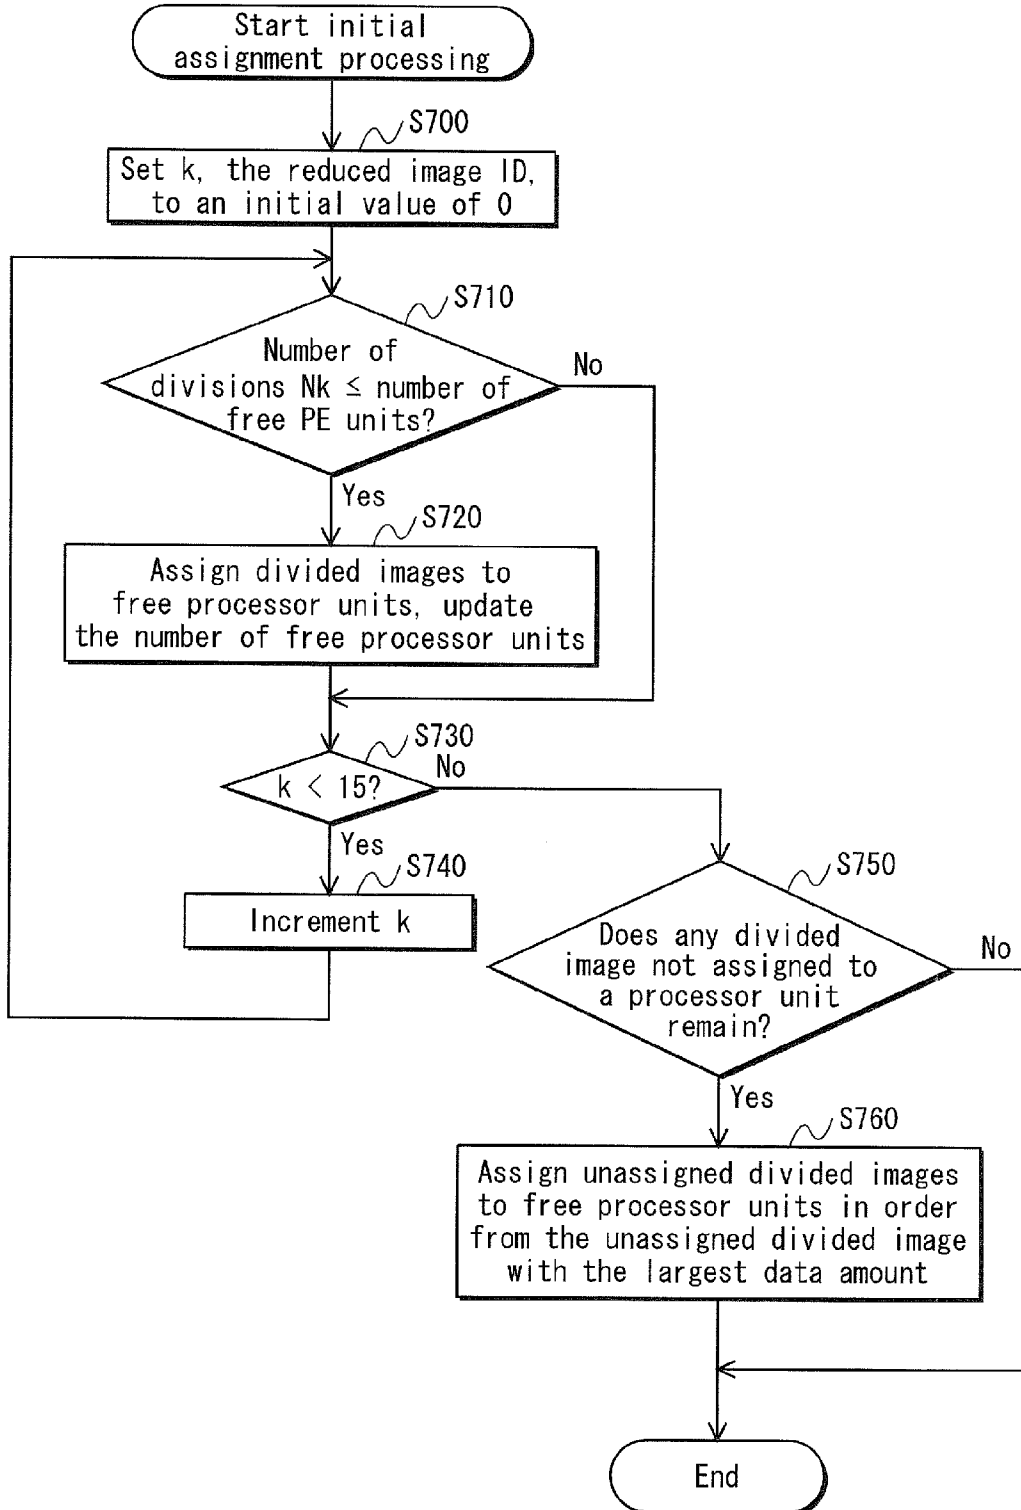 Start initial
assignment processing
S700
Set k, the reduced image ID,
to an initial value of 0
S710
Number of
divisions Nk ≤ number of
free PE units?
No
Yes
S720
Assign divided images to
free processor units, update
the number of free processor units
S730
k < 15?
No
Yes
S740
Increment k
S750
Does any divided
image not assigned to
a processor unit
remain?
No
Yes
S760
Assign unassigned divided images
to free processor units in order
from the unassigned divided image
with the largest data amount
End